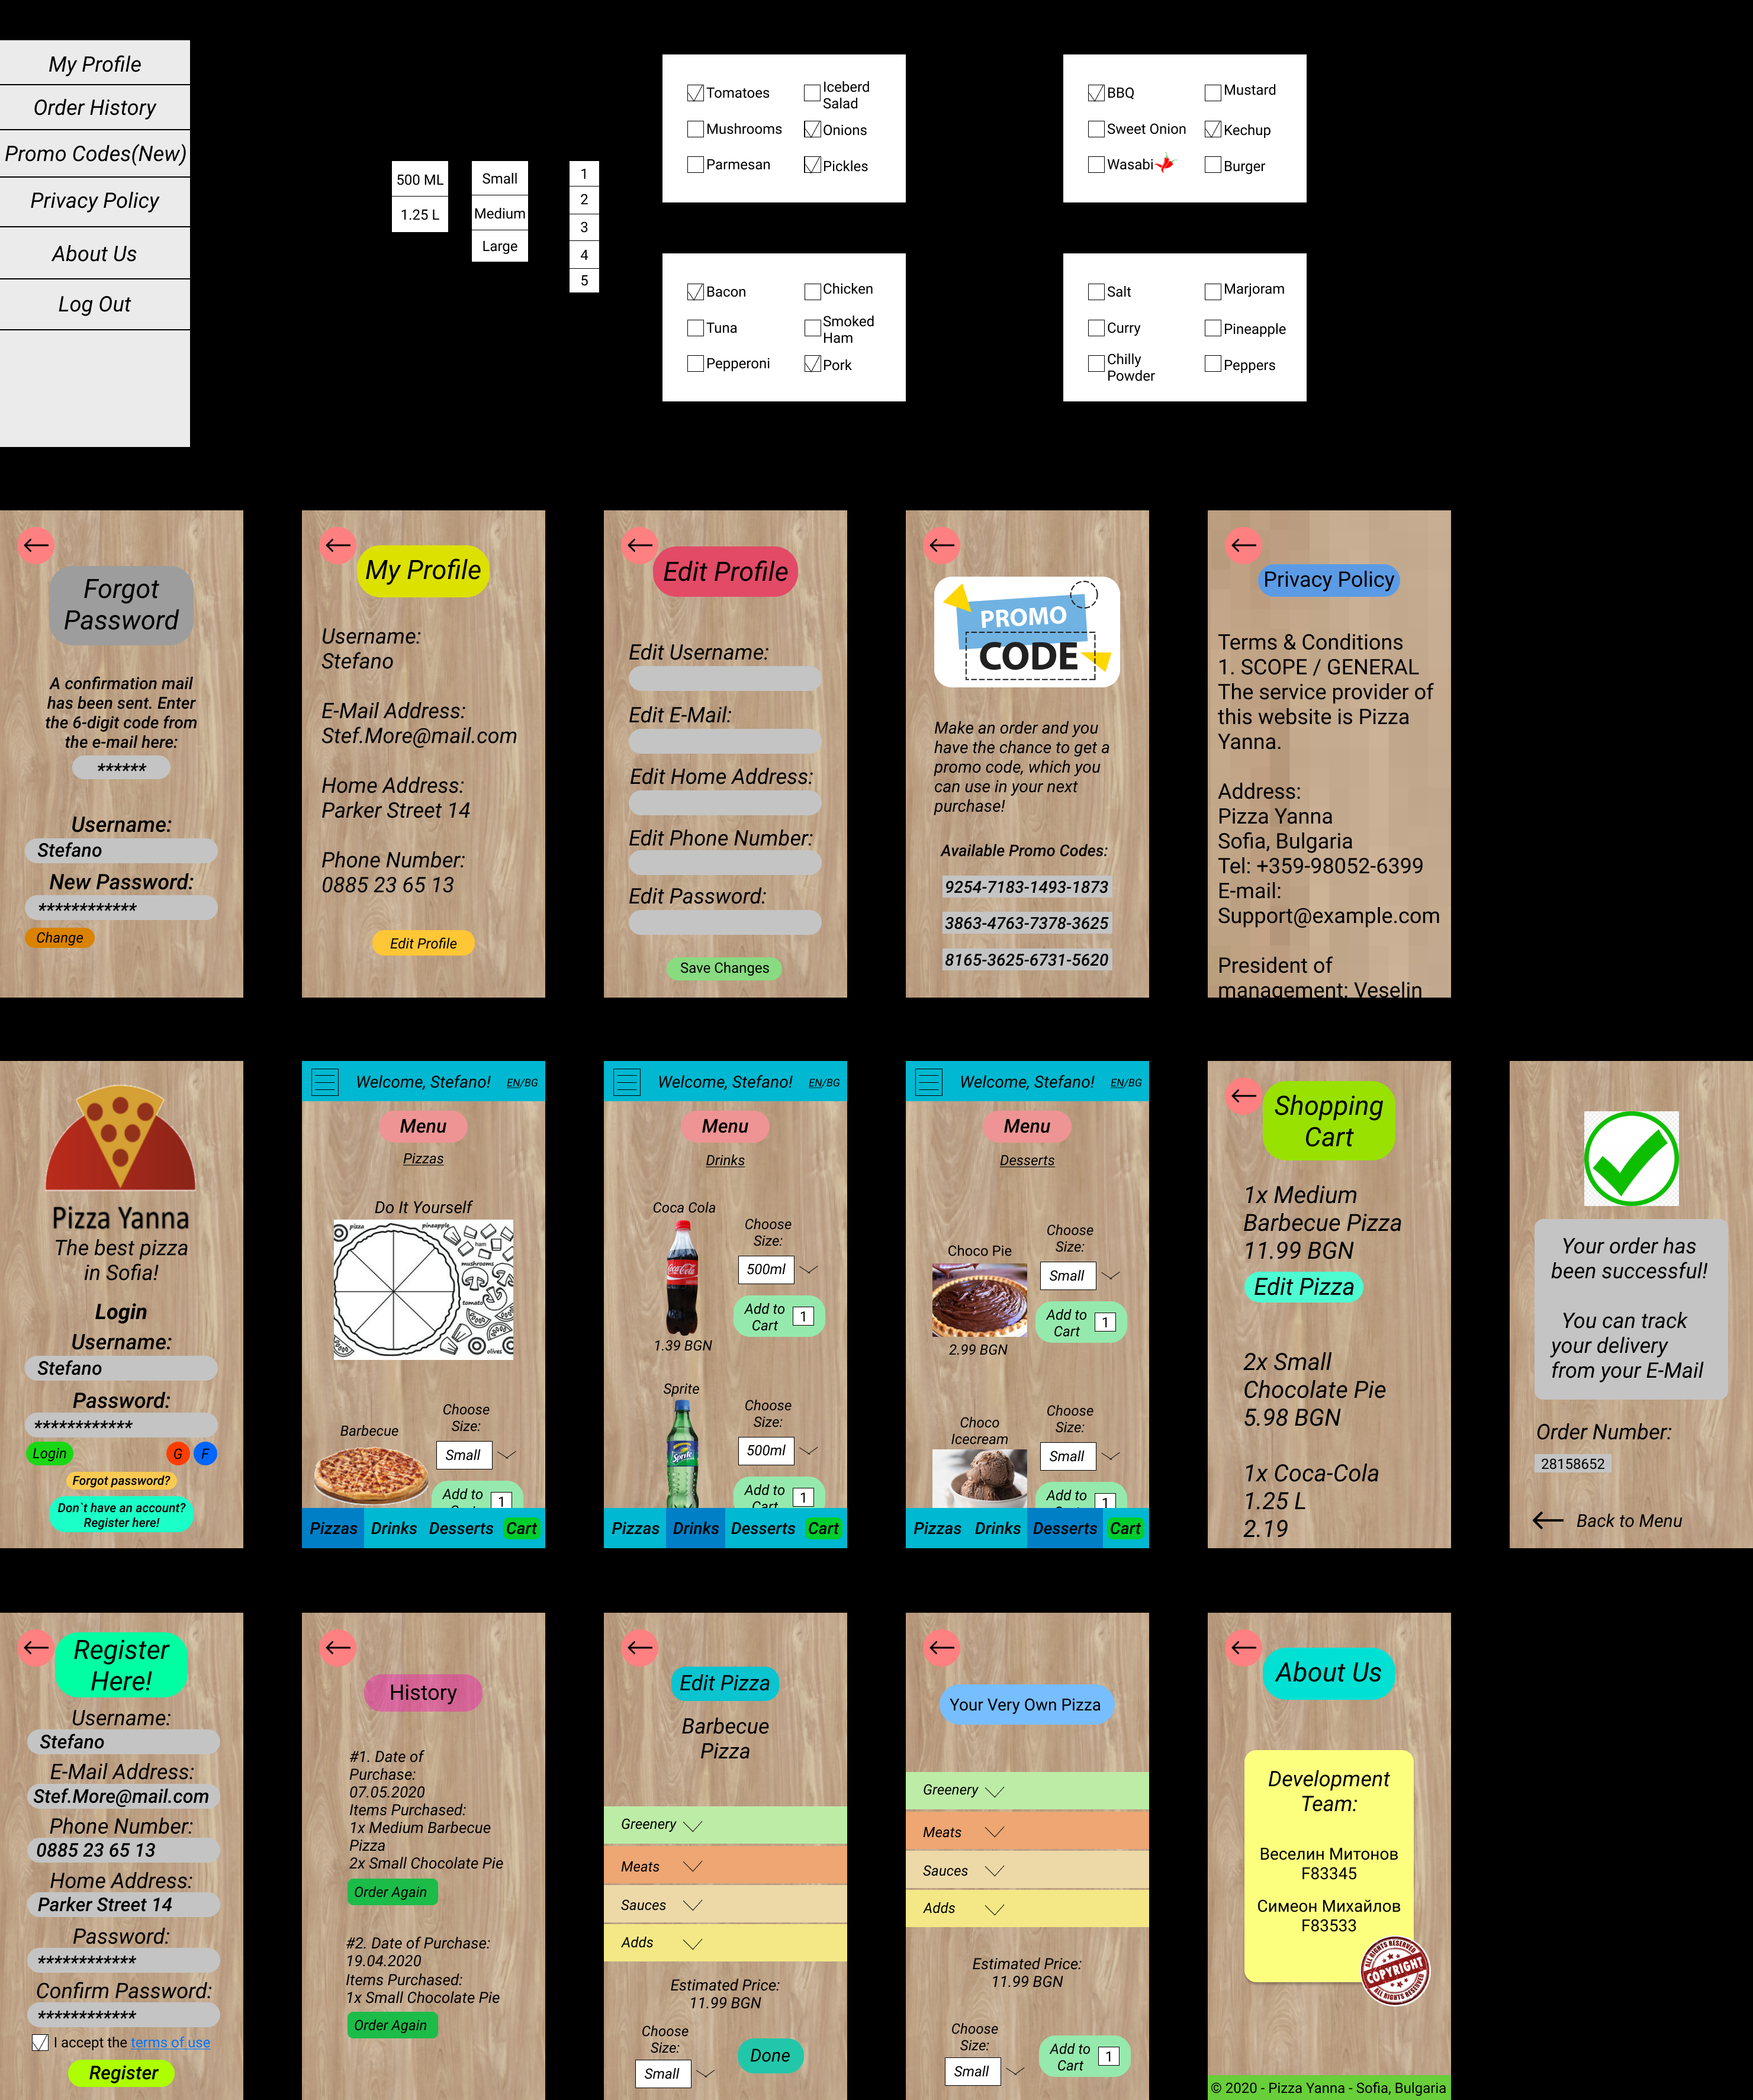 My Profile
Order History
Promo Codes(New)
Privacy Policy
About Us
Log Out
500 ML
1.25 L
Small
Medium
Large
1
2
3
4
5
Tomatoes
Iceberd
Salad
Mushrooms
Onions
Parmesan
Pickles
BBQ
Mustard
Sweet Onion
Kechup
Wasabi
Burger
Bacon
Chicken
Tuna
Smoked
Ham
Pepperoni
Pork
Salt
Marjoram
Curry
Pineapple
Chilly
Powder
Peppers
Forgot
Password
A confirmation mail
has been sent. Enter
the 6-digit code from
the e-mail here:
******
Username:
Stefano
New Password:
************
Change
My Profile
Username:
Stefano
E-Mail Address:
Stef.More@mail.com
Home Address:
Parker Street 14
Phone Number:
0885 23 65 13
Edit Profile
Edit Profile
Edit Username:
Edit E-Mail:
Edit Home Address:
Edit Phone Number:
Edit Password:
Save Changes
PROMO
CODE
Make an order and you
have the chance to get a
promo code, which you
can use in your next
purchase!
Available Promo Codes:
9254-7183-1493-1873
3863-4763-7378-3625
8165-3625-6731-5620
Privacy Policy
Terms & Conditions
1. SCOPE / GENERAL
The service provider of
this website is Pizza
Yanna.
Address:
Pizza Yanna
Sofia, Bulgaria
Tel: +359-98052-6399
E-mail:
Support@example.com
President of
management: Veselin
Pizza Yanna
The best pizza
in Sofia!
Login
Username:
Stefano
Password:
************
Login
G
F
Forgot password?
Don`t have an account?
Register here!
Welcome, Stefano!
EN/BG
Menu
Pizzas
Do It Yourself
pizza
pineapple
ham
mushrooms
tomato
olives
Barbecue
Choose
Size:
Small
Add to
Cart
1
Pizzas
Drinks
Desserts
Cart
Welcome, Stefano!
EN/BG
Menu
Drinks
Coca Cola
Coca-Cola
1.39 BGN
Choose
Size:
500ml
Add to
Cart
1
Sprite
Sprite
Choose
Size:
500ml
Add to
Cart
1
Pizzas
Drinks
Desserts
Cart
Welcome, Stefano!
EN/BG
Menu
Desserts
Choco Pie
2.99 BGN
Choose
Size:
Small
Add to
Cart
1
Choco
Icecream
Choose
Size:
Small
Add to
Cart
1
Pizzas
Drinks
Desserts
Cart
Shopping
Cart
1x Medium
Barbecue Pizza
11.99 BGN
Edit Pizza
2x Small
Chocolate Pie
5.98 BGN
1x Coca-Cola
1.25 L
2.19
Your order has
been successful!
You can track
your delivery
from your E-Mail
Order Number:
28158652
Back to Menu
Register
Here!
Username:
Stefano
E-Mail Address:
Stef.More@mail.com
Phone Number:
0885 23 65 13
Home Address:
Parker Street 14
Password:
************
Confirm Password:
************
I accept the terms of use
Register
History
#1. Date of
Purchase:
07.05.2020
Items Purchased:
1x Medium Barbecue
Pizza
2x Small Chocolate Pie
Order Again
#2. Date of Purchase:
19.04.2020
Items Purchased:
1x Small Chocolate Pie
Order Again
Edit Pizza
Barbecue
Pizza
Greenery
Meats
Sauces
Adds
Estimated Price:
11.99 BGN
Choose
Size:
Small
Done
Your Very Own Pizza
Greenery
Meats
Sauces
Adds
Estimated Price:
11.99 BGN
Choose
Size:
Small
Add to
Cart
1
About Us
Development
Team:
Веселин Митонов
F83345
Симеон Михайлов
F83533
ALL RIGHTS RESERVED
COPYRIGHT
ALL RIGHTS RESERVED
© 2020 - Pizza Yanna - Sofia, Bulgaria